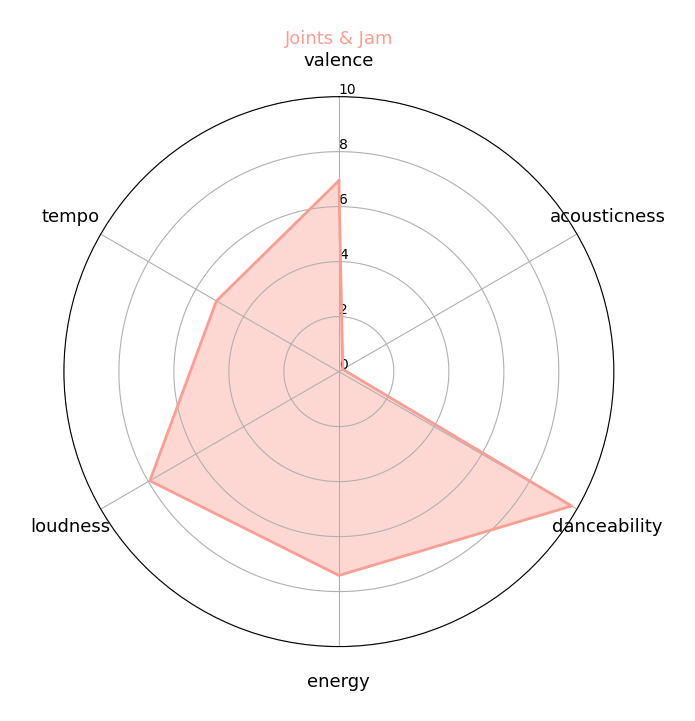 Joints & Jam
valence
10
8
tempo
6
acousticness
4
2
0
loudness
danceability
energy